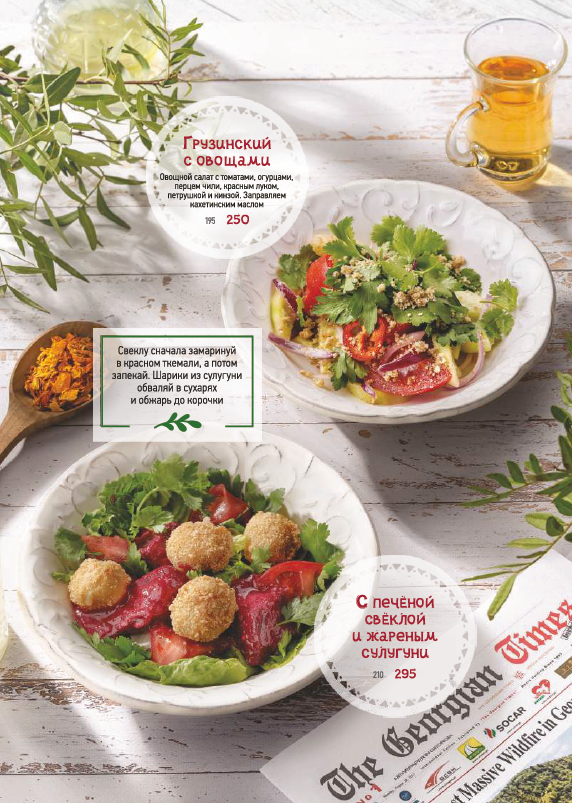 Грузинский
с овощами
Овощной салат с томатами, огурцами,
перцем чили, красным луком,
петрушкой и кинзой. Заправляем
кахетинским маслом
195 250
Свеклу сначала замаринуй
в красном ткемали, а потом
запекай. Шарики из сулугуни
обваляй в сухарях
и обжарь до корочки
С печёной
свёклой
и жареным
сулугуни
210 295
The Georgian Times
SOCAR
Massive Wildfire in